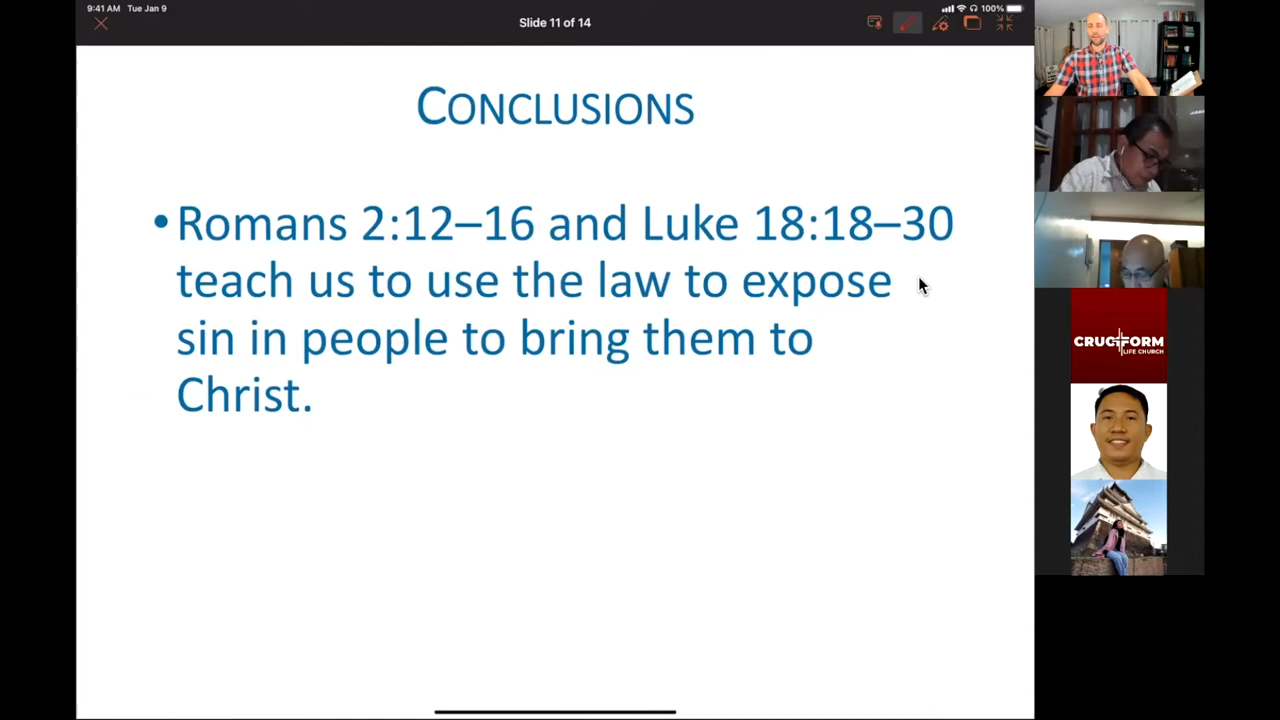 9:41 AM Tue Jan 9
100%
Slide 11 of 14
CONCLUSIONS
• Romans 2:12–16 and Luke 18:18–30
teach us to use the law to expose
sin in people to bring them to
Christ.
CRUCIFORM
LIFE CHURCH